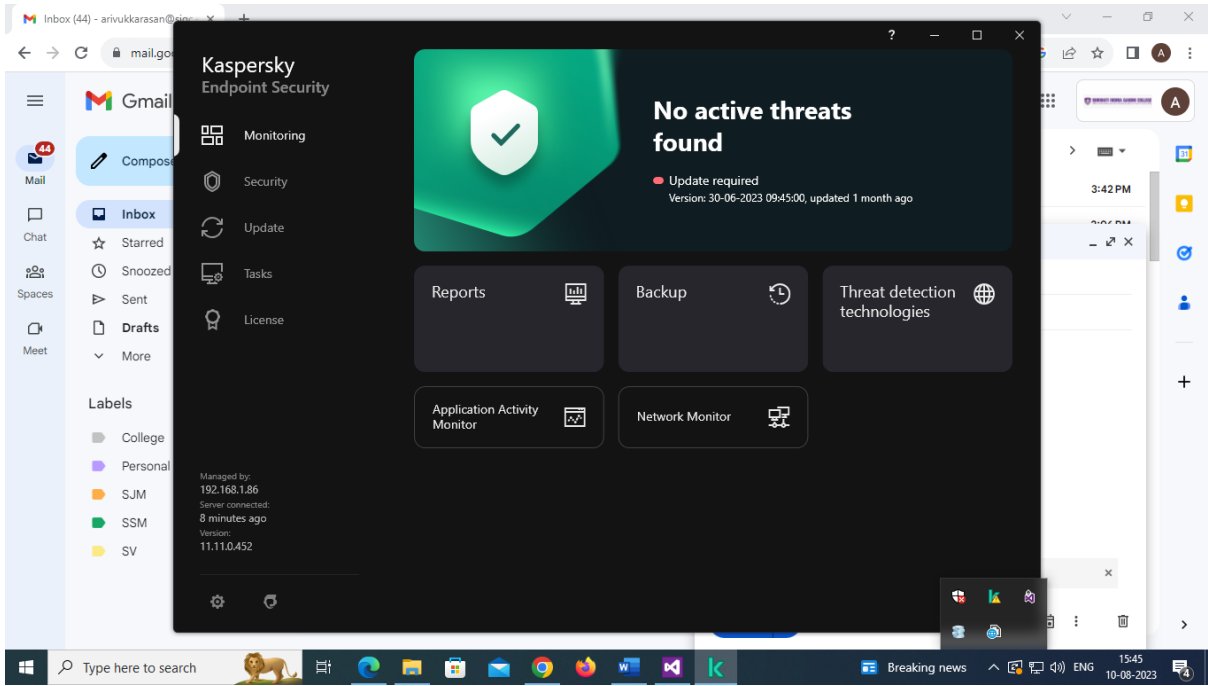 Inbox (44) - arivukkarasan@
mail.goo
Gmail
44
Mail
Chat
Spaces
Meet
Compose
Inbox
Starred
Snoozed
Sent
Drafts
More
Labels
College
Personal
SJM
SSM
SV
Kaspersky
Endpoint Security
Monitoring
Security
Update
Tasks
License
Managed by:
192.168.1.86
Server connected:
8 minutes ago
Version:
11.11.0.452
?
No active threats
found
Update required
Version: 30-06-2023 09:45:00, updated 1 month ago
Reports
Backup
Threat detection
technologies
Application Activity
Monitor
Network Monitor
A
A
31
3:42 PM
Type here to search
Breaking news
ENG
15:45
10-08-2023
4